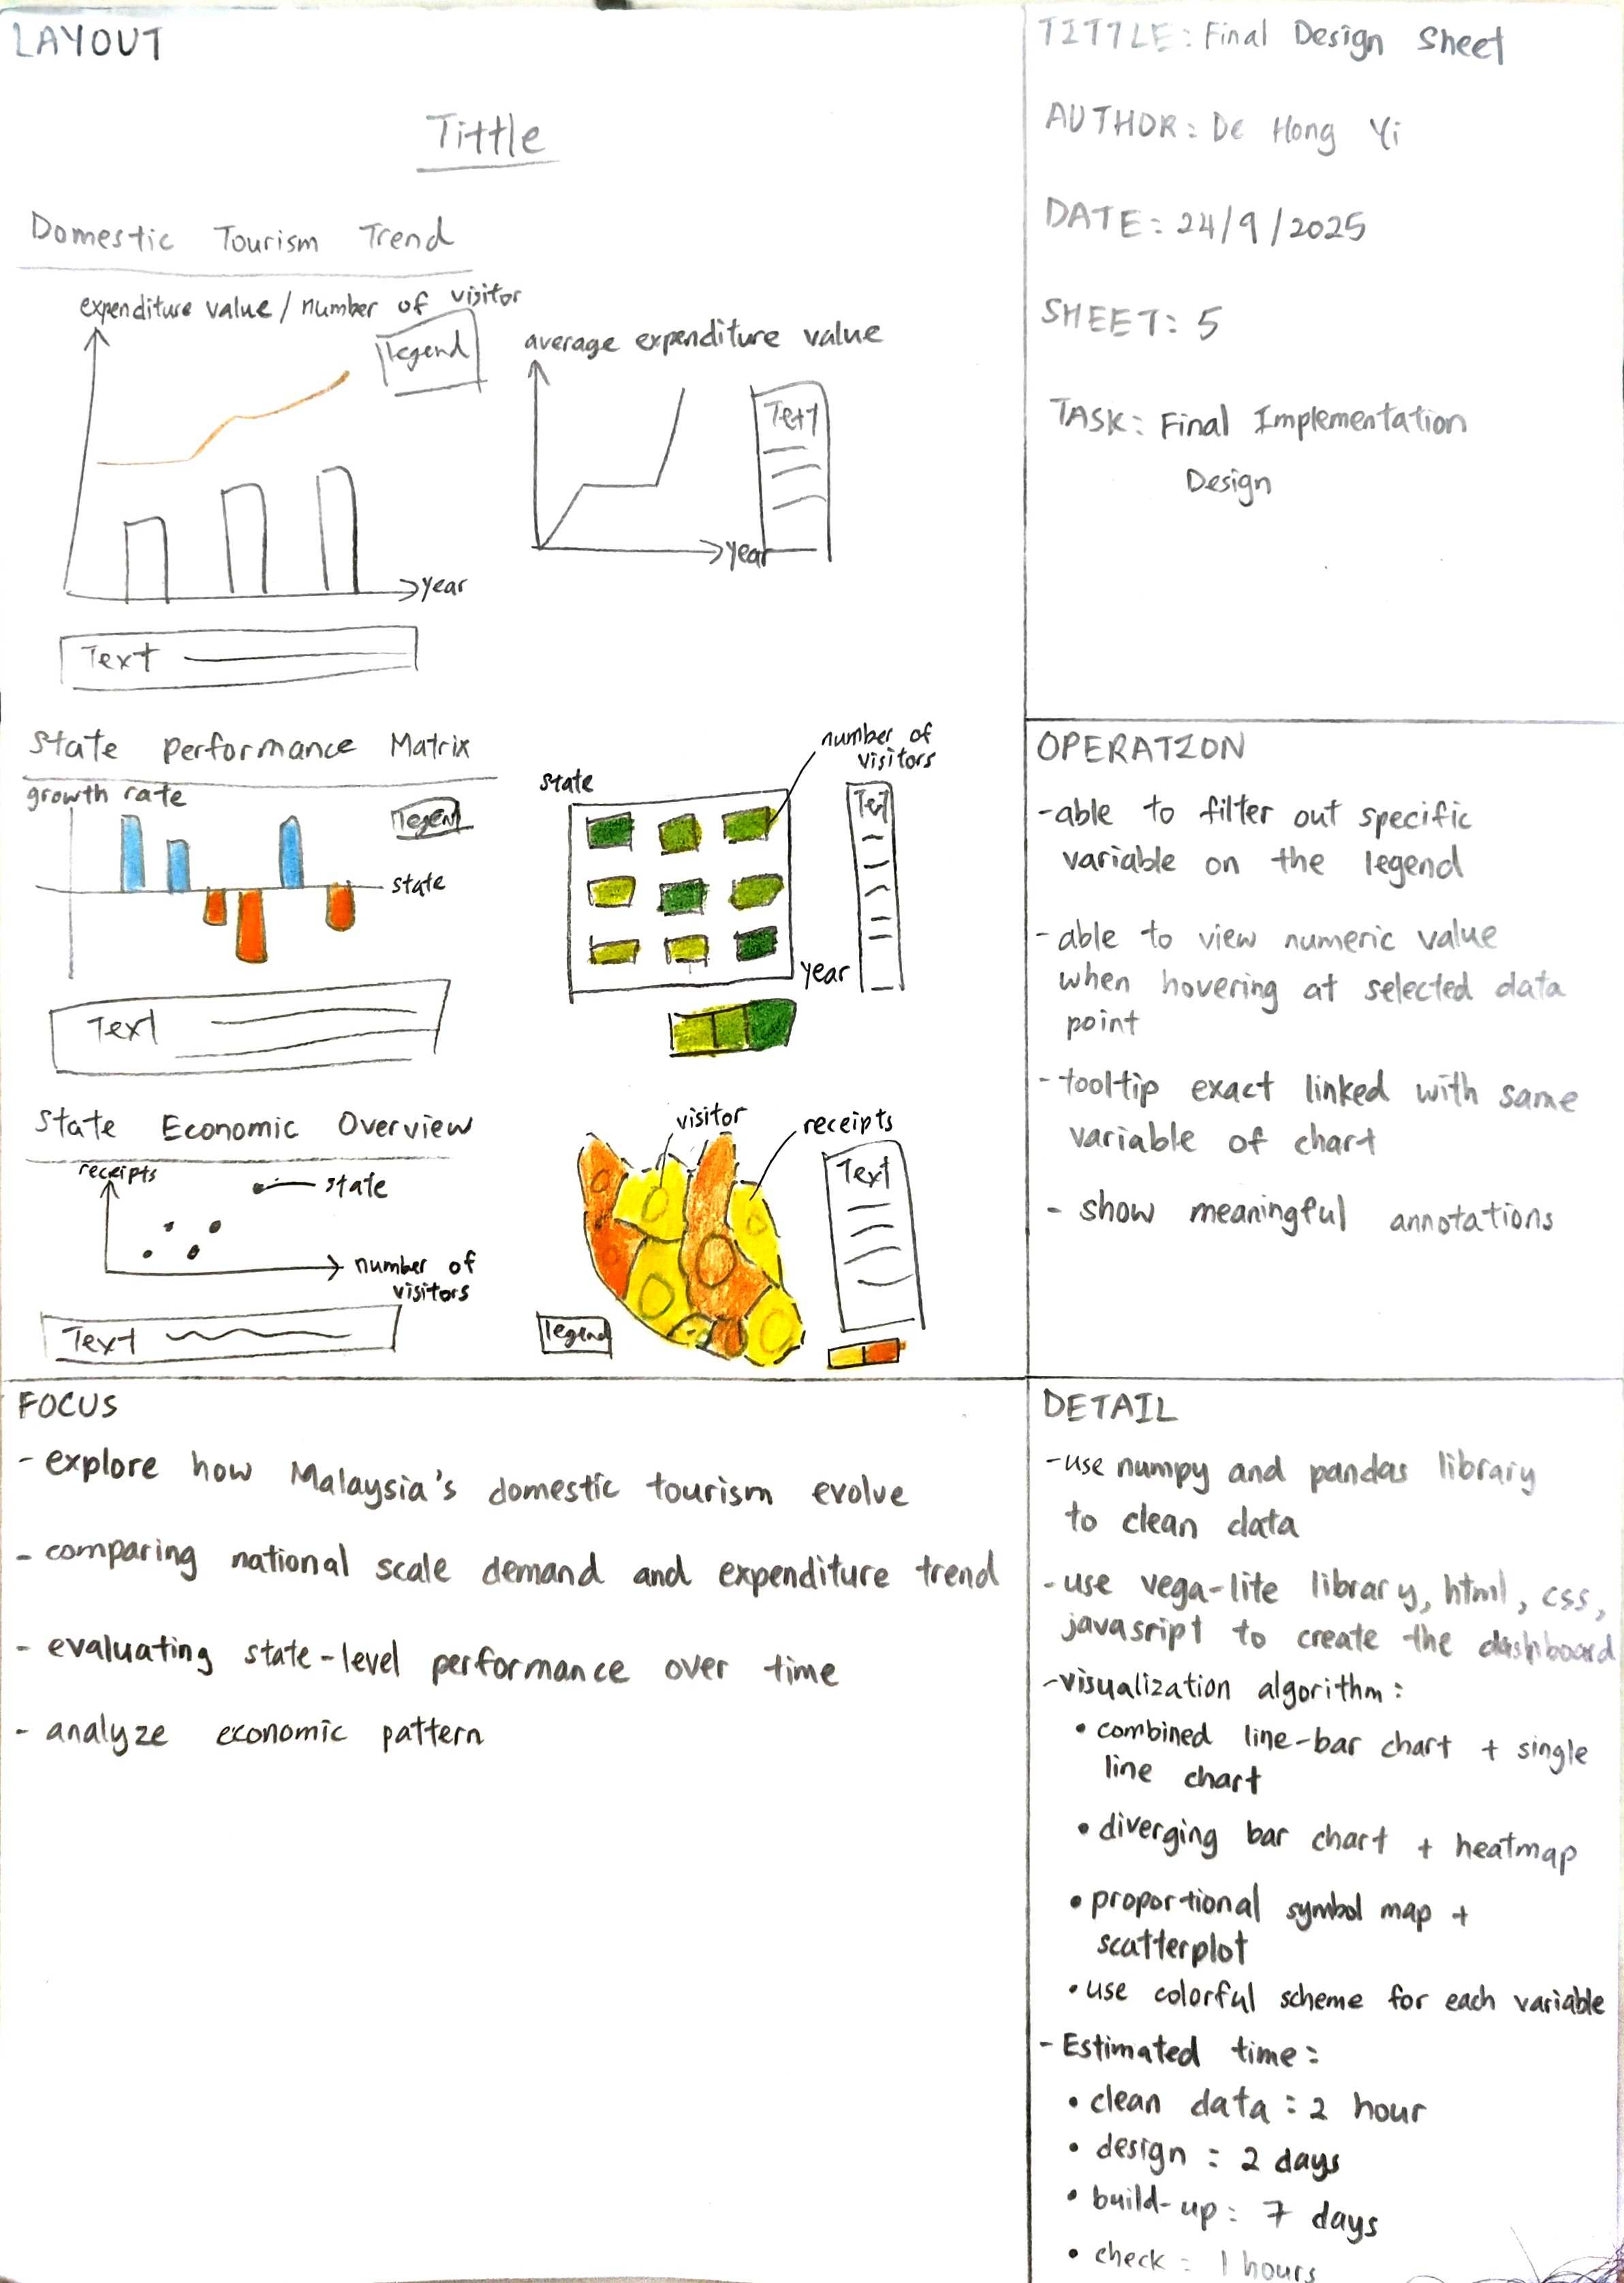 LAYOUT
Tittle
Domestic Tourism Trend
expenditure value / number of visitor
legend
year
Text
average expenditure value
Text
year
State Performance Matrix
growth rate
legend
state
Text
state
number of
visitors
Text
year
State Economic Overview
receipts
state
number of
visitors
Text
visitor
receipts
Text
legend
TITTLE: Final Design Sheet
AUTHOR: De Hong Yi
DATE: 24/9/2025
SHEET: 5
TASK: Final Implementation
Design
OPERATION
- able to filter out specific
variable on the legend
- able to view numeric value
when hovering at selected data
point
- tooltip exact linked with same
variable of chart
- show meaningful annotations
FOCUS
- explore how Malaysia's domestic tourism evolve
- comparing national scale demand and expenditure trend
- evaluating state-level performance over time
- analyze economic pattern
DETAIL
- use numpy and pandas library
to clean data
- use vega-lite library, html, css,
javasript to create the dashboard
- visualization algorithm:
• combined line-bar chart + single
line chart
• diverging bar chart + heatmap
• proportional symbol map +
scatterplot
• use colorful scheme for each variable
- Estimated time:
• clean data : 2 hour
• design : 2 days
• build-up : 7 days
• check : 1 hours